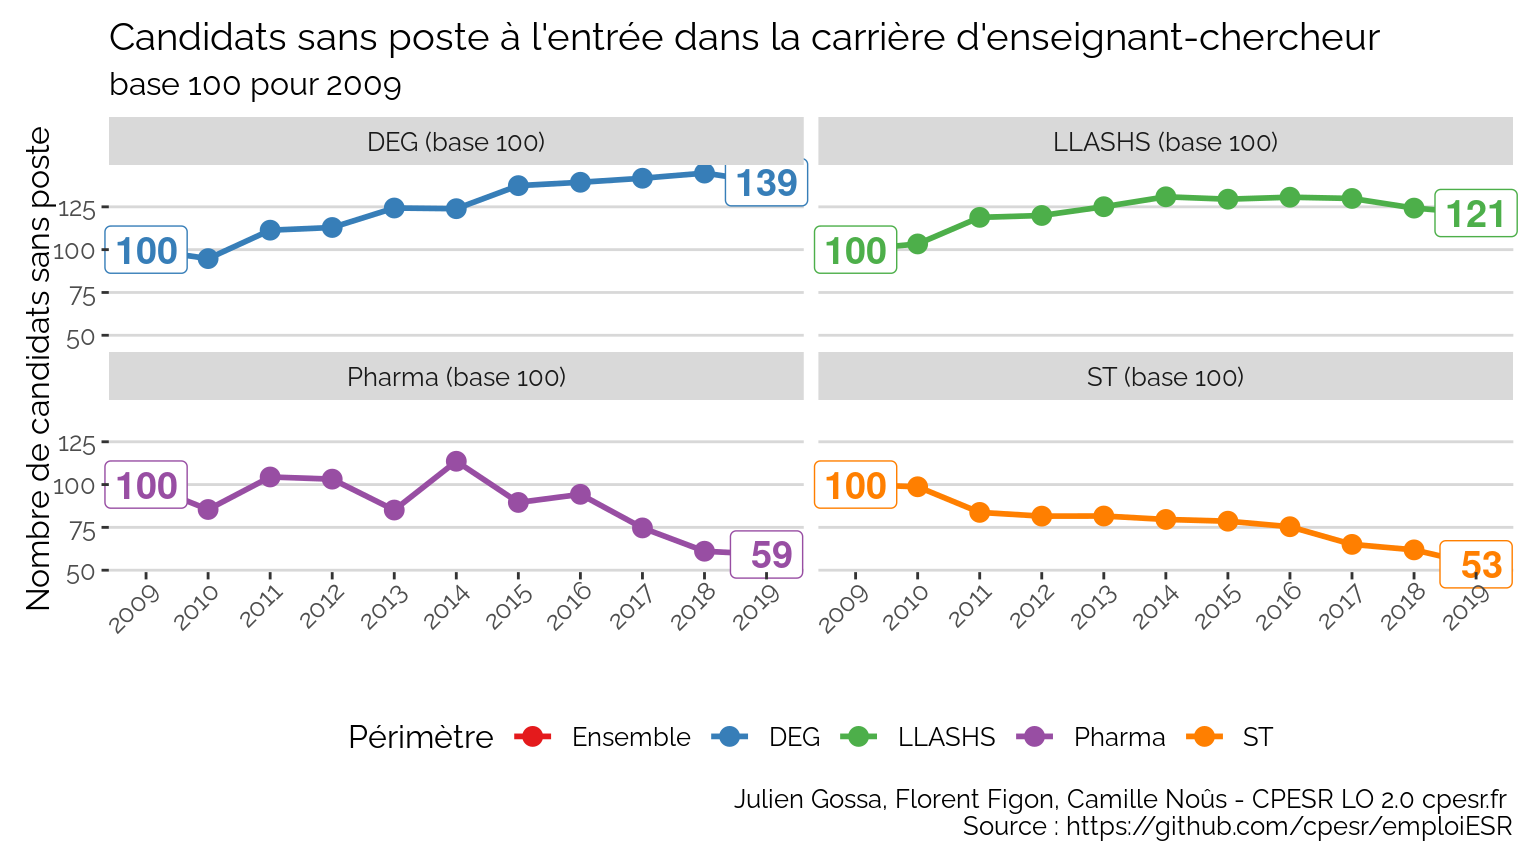 Candidats sans poste à l'entrée dans la carrière d'enseignant-chercheur
base 100 pour 2009
Nombre de candidats sans poste
DEG (base 100)
LLASHS (base 100)
125
100
75
50
100
139
100
121
Pharma (base 100)
ST (base 100)
125
100
75
50
100
59
100
53
2009 2010 2011 2012 2013 2014 2015 2016 2017 2018 2019
2009 2010 2011 2012 2013 2014 2015 2016 2017 2018 2019
Périmètre Ensemble DEG LLASHS Pharma ST
Julien Gossa, Florent Figon, Camille Noûs - CPESR LO 2.0 cpesr.fr
Source : https://github.com/cpesr/emploiESR